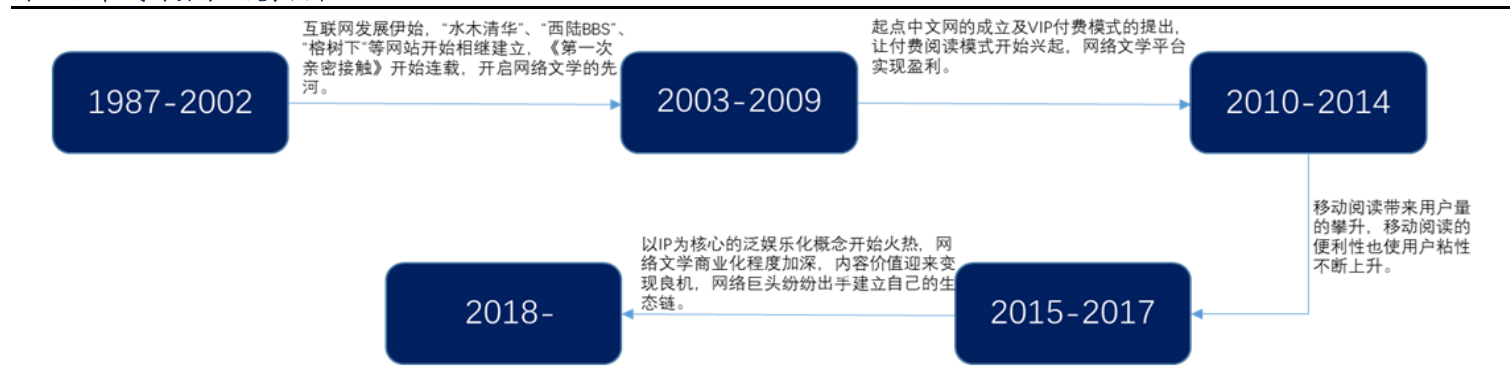 互联网发展伊始，“水木清华”、“西陆BBS”、
“榕树下”等网站开始相继建立，《第一次
亲密接触》开始连载，开启网络文学的先
河。
起点中文网的成立及VIP付费模式的提出，
让付费阅读模式开始兴起，网络文学平台
实现盈利。
1987-2002
2003-2009
2010-2014
移动阅读带来用户量
的攀升，移动阅读的
便利性也使用户粘性
不断上升。
以IP为核心的泛娱乐化概念开始火热，网
络文学商业化程度加深，内容价值迎来变
现良机，网络巨头纷纷出手建立自己的生
态链。
2018-
2015-2017